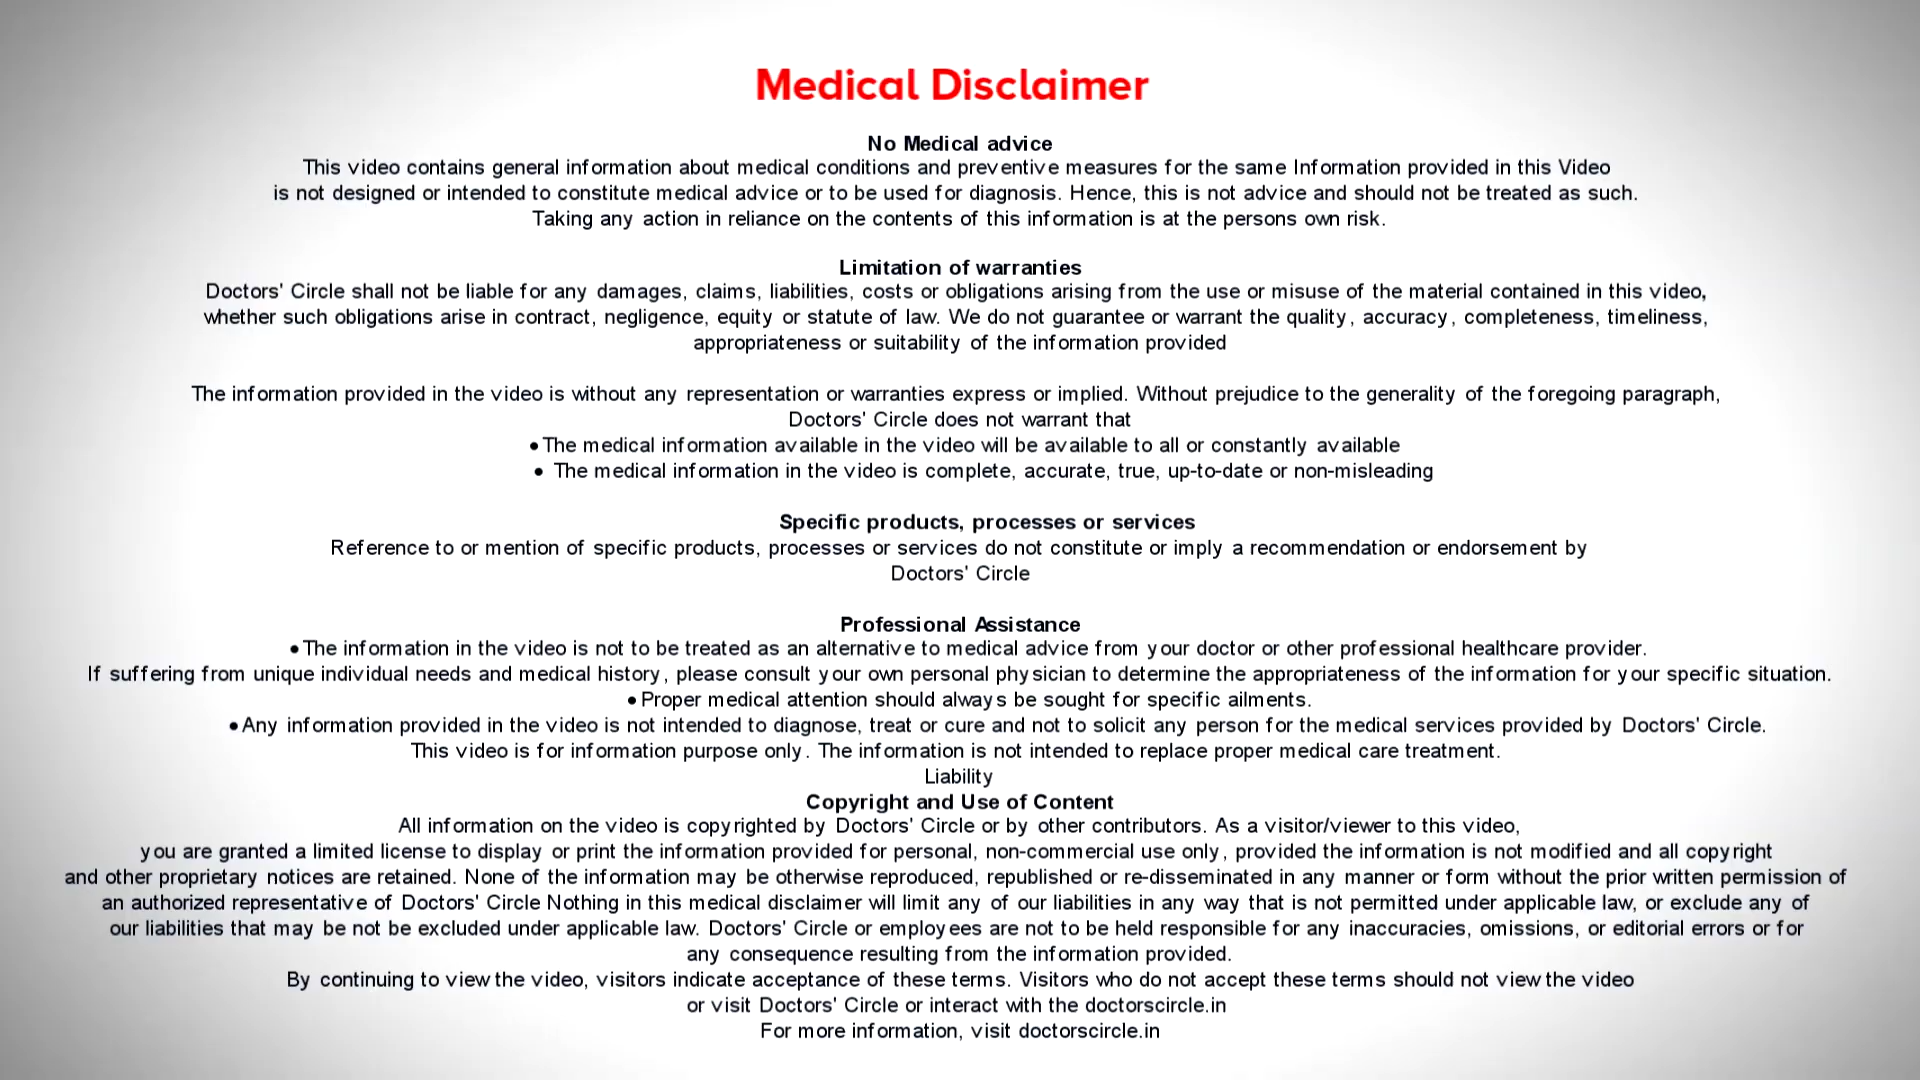 Medical Disclaimer
No Medical advice
This video contains general information about medical conditions and preventive measures for the same Information provided in this Video
is not designed or intended to constitute medical advice or to be used for diagnosis. Hence, this is not advice and should not be treated as such.
Taking any action in reliance on the contents of this information is at the persons own risk.
Limitation of warranties
Doctors' Circle shall not be liable for any damages, claims, liabilities, costs or obligations arising from the use or misuse of the material contained in this video,
whether such obligations arise in contract, negligence, equity or statute of law. We do not guarantee or warrant the quality, accuracy, completeness, timeliness,
appropriateness or suitability of the information provided
The information provided in the video is without any representation or warranties express or implied. Without prejudice to the generality of the foregoing paragraph,
Doctors' Circle does not warrant that
• The medical information available in the video will be available to all or constantly available
• The medical information in the video is complete, accurate, true, up-to-date or non-misleading
Specific products, processes or services
Reference to or mention of specific products, processes or services do not constitute or imply a recommendation or endorsement by
Doctors' Circle
Professional Assistance
• The information in the video is not to be treated as an alternative to medical advice from your doctor or other professional healthcare provider.
If suffering from unique individual needs and medical history, please consult your own personal physician to determine the appropriateness of the information for your specific situation.
• Proper medical attention should always be sought for specific ailments.
• Any information provided in the video is not intended to diagnose, treat or cure and not to solicit any person for the medical services provided by Doctors' Circle.
This video is for information purpose only. The information is not intended to replace proper medical care treatment.
Liability
Copyright and Use of Content
All information on the video is copyrighted by Doctors' Circle or by other contributors. As a visitor/viewer to this video,
you are granted a limited license to display or print the information provided for personal, non-commercial use only, provided the information is not modified and all copyright
and other proprietary notices are retained. None of the information may be otherwise reproduced, republished or re-disseminated in any manner or form without the prior written permission of
an authorized representative of Doctors' Circle Nothing in this medical disclaimer will limit any of our liabilities in any way that is not permitted under applicable law, or exclude any of
our liabilities that may be not be excluded under applicable law. Doctors' Circle or employees are not to be held responsible for any inaccuracies, omissions, or editorial errors or for
any consequence resulting from the information provided.
By continuing to view the video, visitors indicate acceptance of these terms. Visitors who do not accept these terms should not view the video
or visit Doctors' Circle or interact with the doctorscircle.in
For more information, visit doctorscircle.in